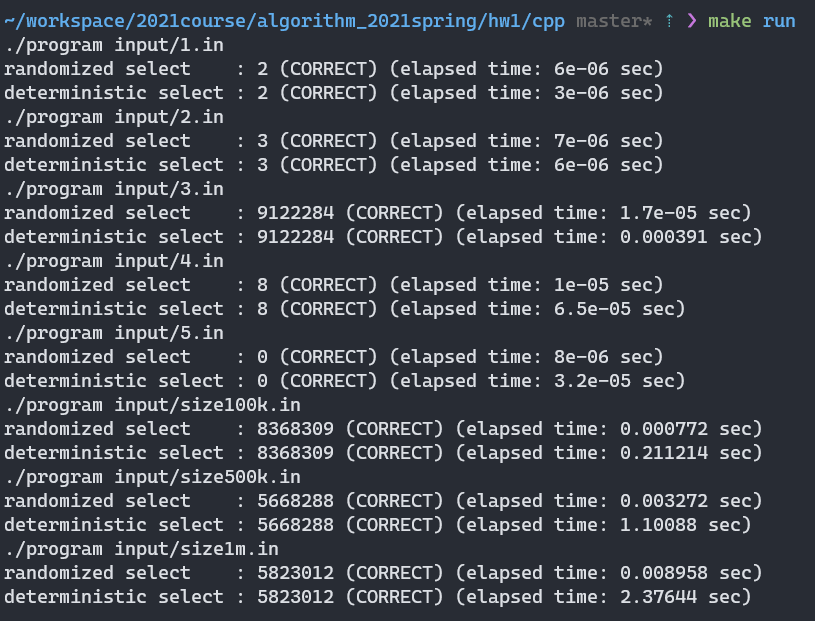 ~/workspace/2021course/algorithm_2021spring/hw1/cpp master* ⇡ ❯ make run
./program input/1.in
randomized select    : 2 (CORRECT) (elapsed time: 6e-06 sec)
deterministic select : 2 (CORRECT) (elapsed time: 3e-06 sec)
./program input/2.in
randomized select    : 3 (CORRECT) (elapsed time: 7e-06 sec)
deterministic select : 3 (CORRECT) (elapsed time: 6e-06 sec)
./program input/3.in
randomized select    : 9122284 (CORRECT) (elapsed time: 1.7e-05 sec)
deterministic select : 9122284 (CORRECT) (elapsed time: 0.000391 sec)
./program input/4.in
randomized select    : 8 (CORRECT) (elapsed time: 1e-05 sec)
deterministic select : 8 (CORRECT) (elapsed time: 6.5e-05 sec)
./program input/5.in
randomized select    : 0 (CORRECT) (elapsed time: 8e-06 sec)
deterministic select : 0 (CORRECT) (elapsed time: 3.2e-05 sec)
./program input/size100k.in
randomized select    : 8368309 (CORRECT) (elapsed time: 0.000772 sec)
deterministic select : 8368309 (CORRECT) (elapsed time: 0.211214 sec)
./program input/size500k.in
randomized select    : 5668288 (CORRECT) (elapsed time: 0.003272 sec)
deterministic select : 5668288 (CORRECT) (elapsed time: 1.10088 sec)
./program input/size1m.in
randomized select    : 5823012 (CORRECT) (elapsed time: 0.008958 sec)
deterministic select : 5823012 (CORRECT) (elapsed time: 2.37644 sec)